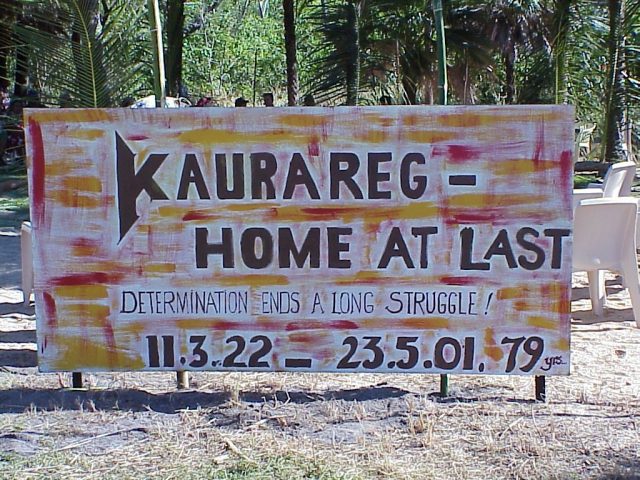 KAURAREG -
HOME AT LAST
DETERMINATION ENDS A LONG STRUGGLE!
11.3.22 - 23.5.01. 79 yrs